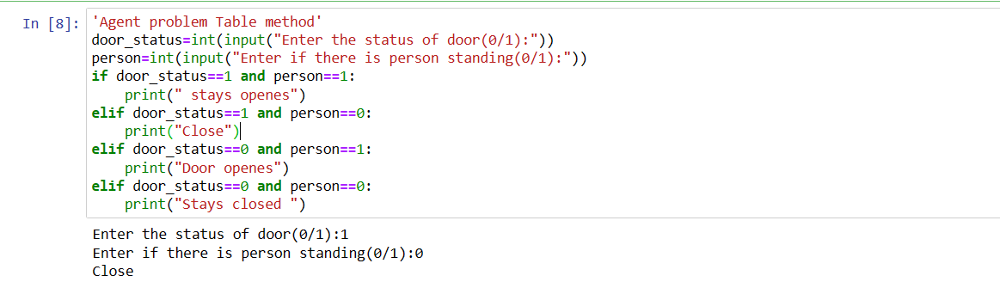 In [8]: 'Agent problem Table method'
door_status=int(input("Enter the status of door(0/1):"))
person=int(input("Enter if there is person standing(0/1):"))
if door_status==1 and person==1:
    print(" stays openes")
elif door_status==1 and person==0:
    print("Close")
elif door_status==0 and person==1:
    print("Door openes")
elif door_status==0 and person==0:
    print("Stays closed ")
Enter the status of door(0/1):1
Enter if there is person standing(0/1):0
Close